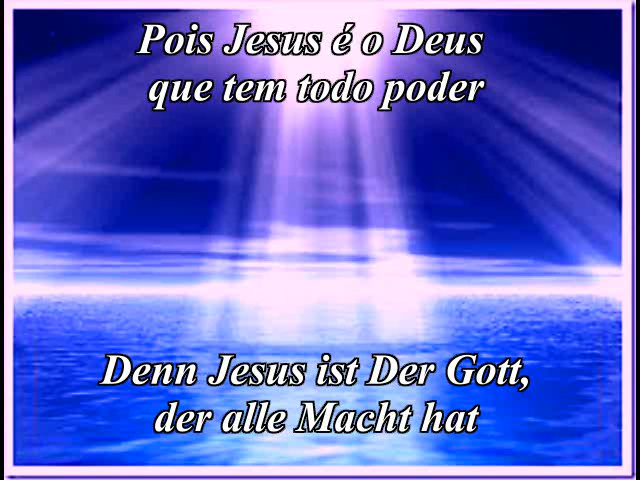 Pois Jesus é o Deus
que tem todo poder
Denn Jesus ist Der Gott,
der alle Macht hat